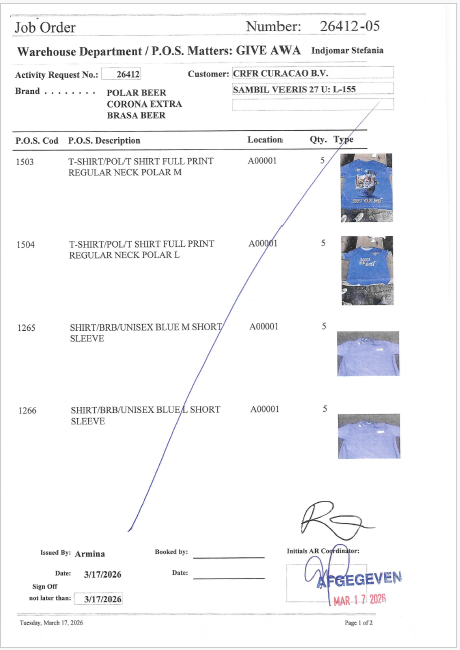 Job Order Number: 26412-05
Warehouse Department / P.O.S. Matters: GIVE AWA Indjomar Stefania
Activity Request No.: 26412 Customer: CRFR CURACAO B.V.
Brand . . . . . . . . POLAR BEER SAMBIL VEERIS 27 U: L-155
CORONA EXTRA
BRASA BEER
P.O.S. Cod P.O.S. Description Location Qty. Type
1503 T-SHIRT/POL/T SHIRT FULL PRINT A00001 5
REGULAR NECK POLAR M
1504 T-SHIRT/POL/T SHIRT FULL PRINT A00001 5
REGULAR NECK POLAR L
1265 SHIRT/BRB/UNISEX BLUE M SHORT A00001 5
SLEEVE
1266 SHIRT/BRB/UNISEX BLUE L SHORT A00001 5
SLEEVE
Issued By: Armina Booked by: Initials AR Coordinator:
Date: 3/17/2026 Date:
AFGEGEVEN
Sign Off
not later than: 3/17/2026
MAR 17 2026
Tuesday, March 17, 2026 Page 1 of 2